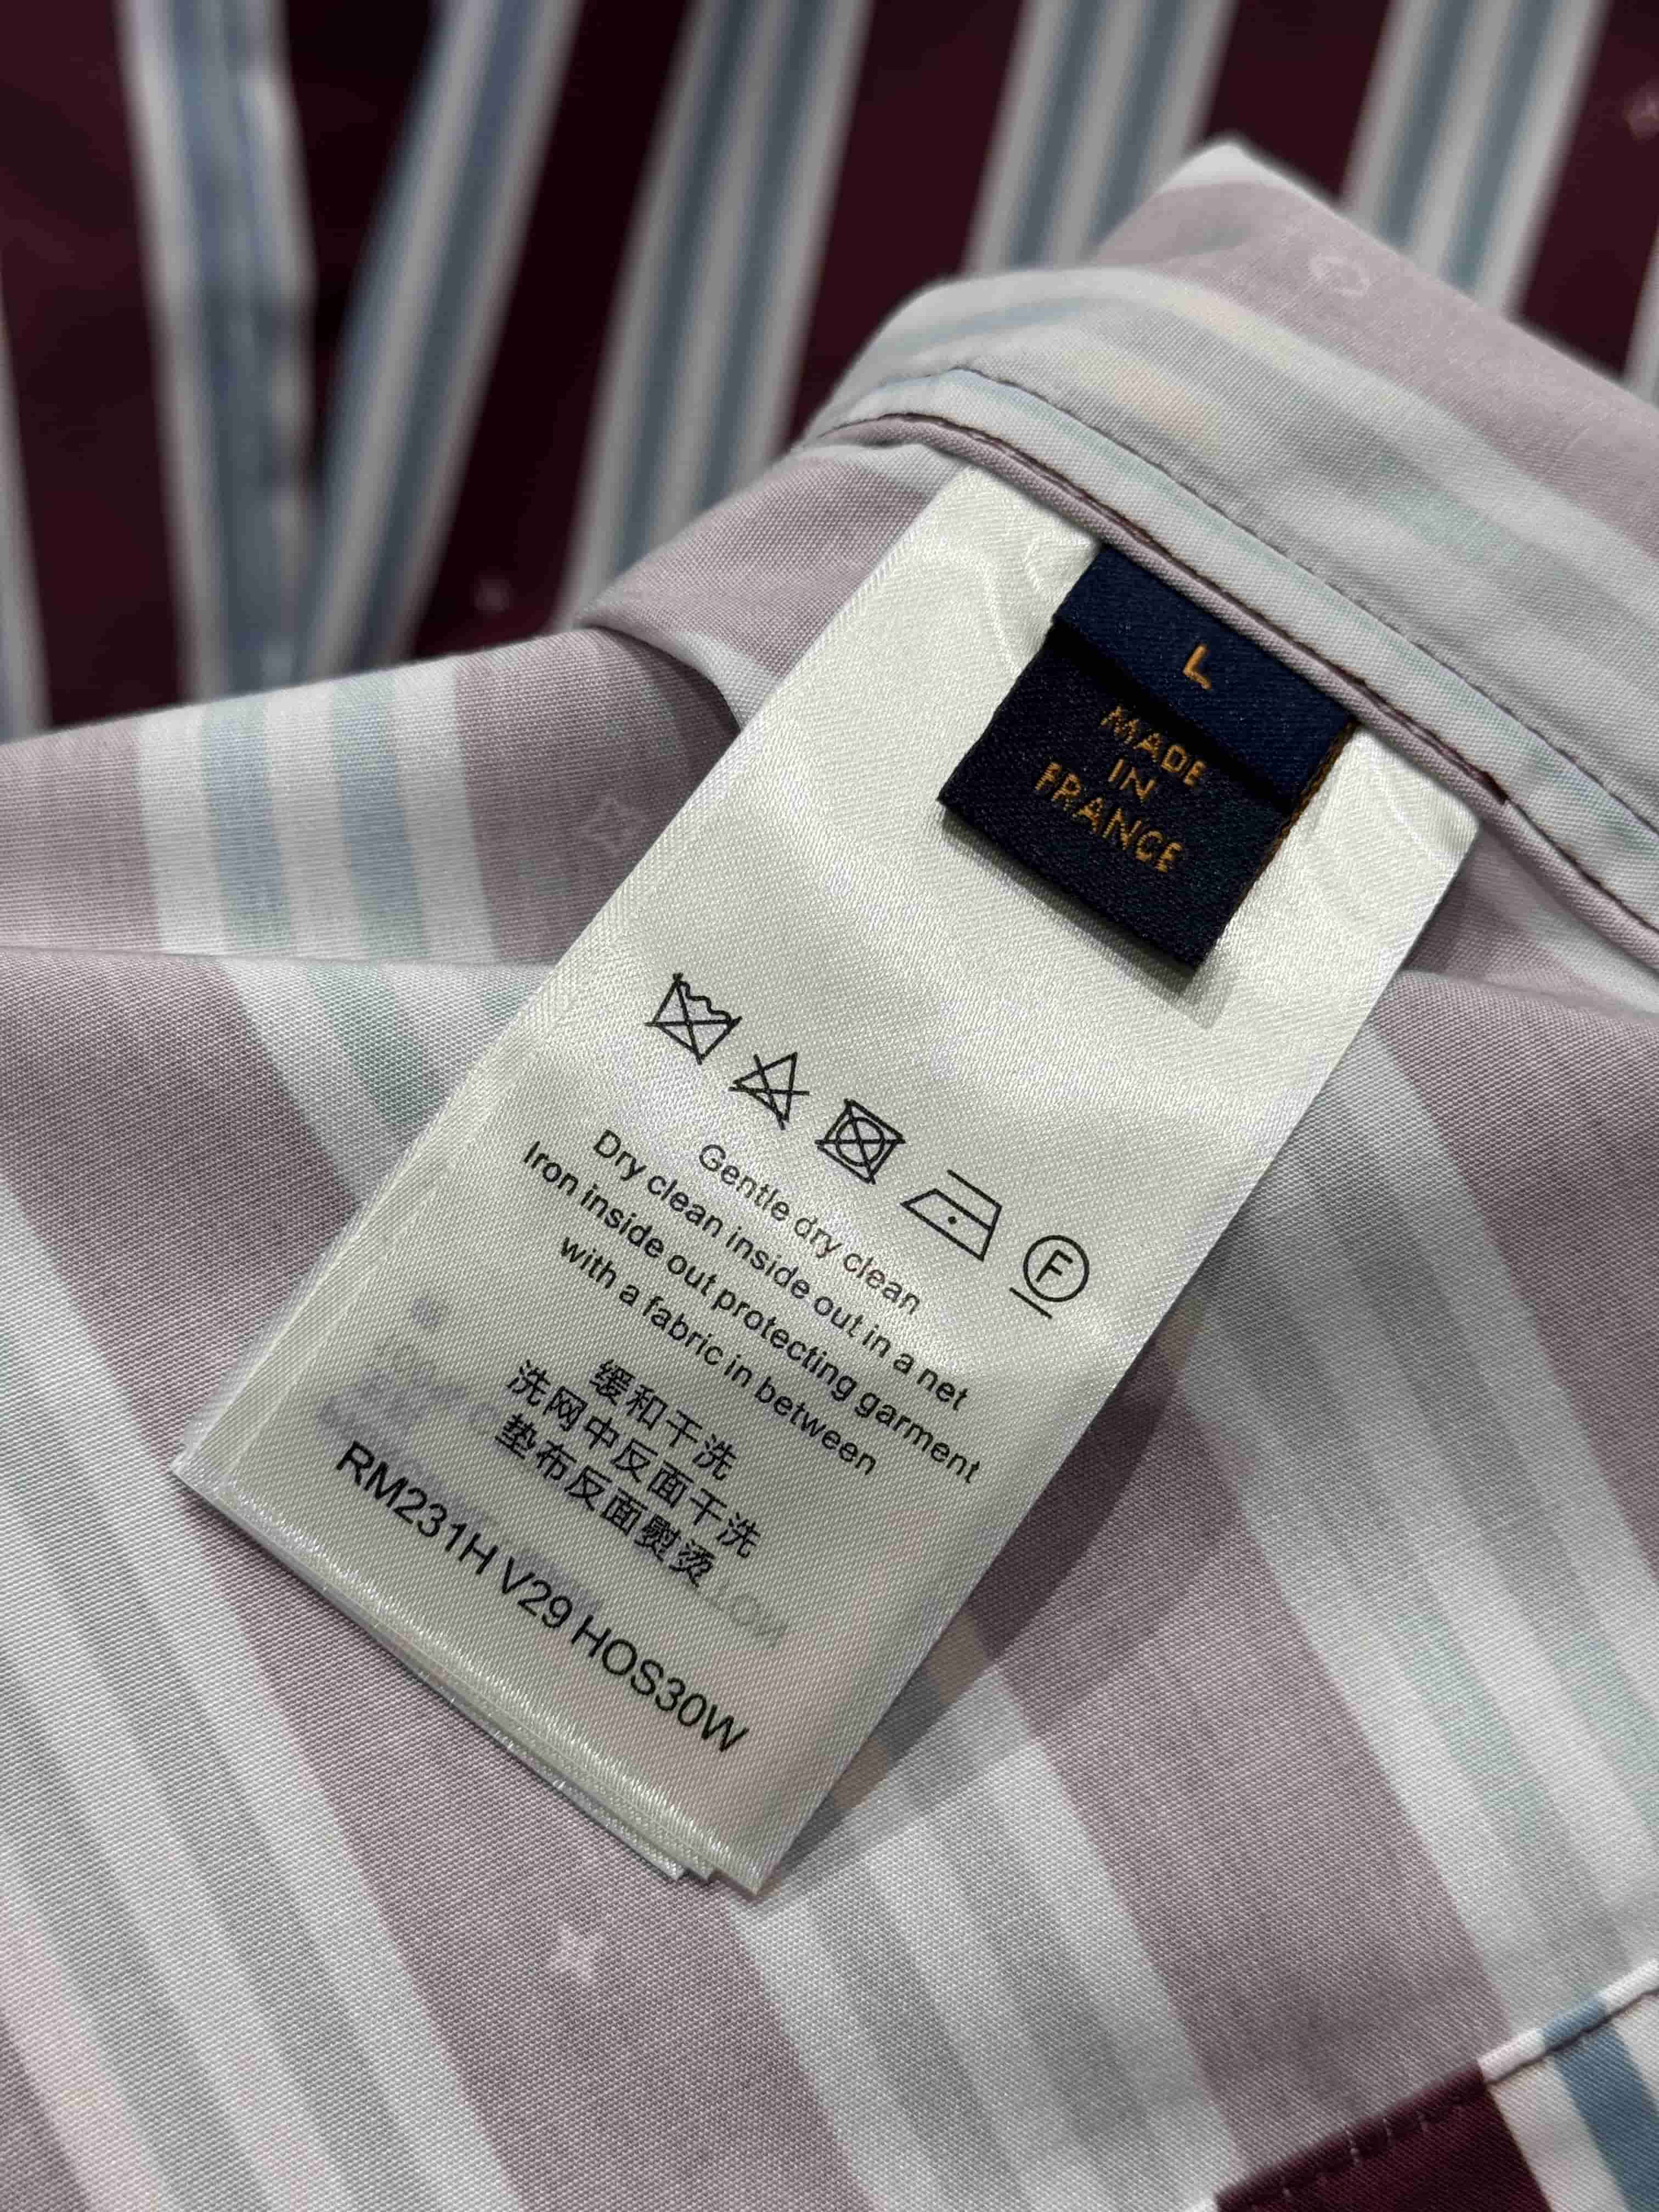 L
MADE
IN
FRANCE
F
Gentle dry clean
Dry clean inside out in a net
Iron inside out protecting garment
with a fabric in between
缓和干洗
洗网中反面干洗
垫布反面熨烫
RM231H V29 HOS30W